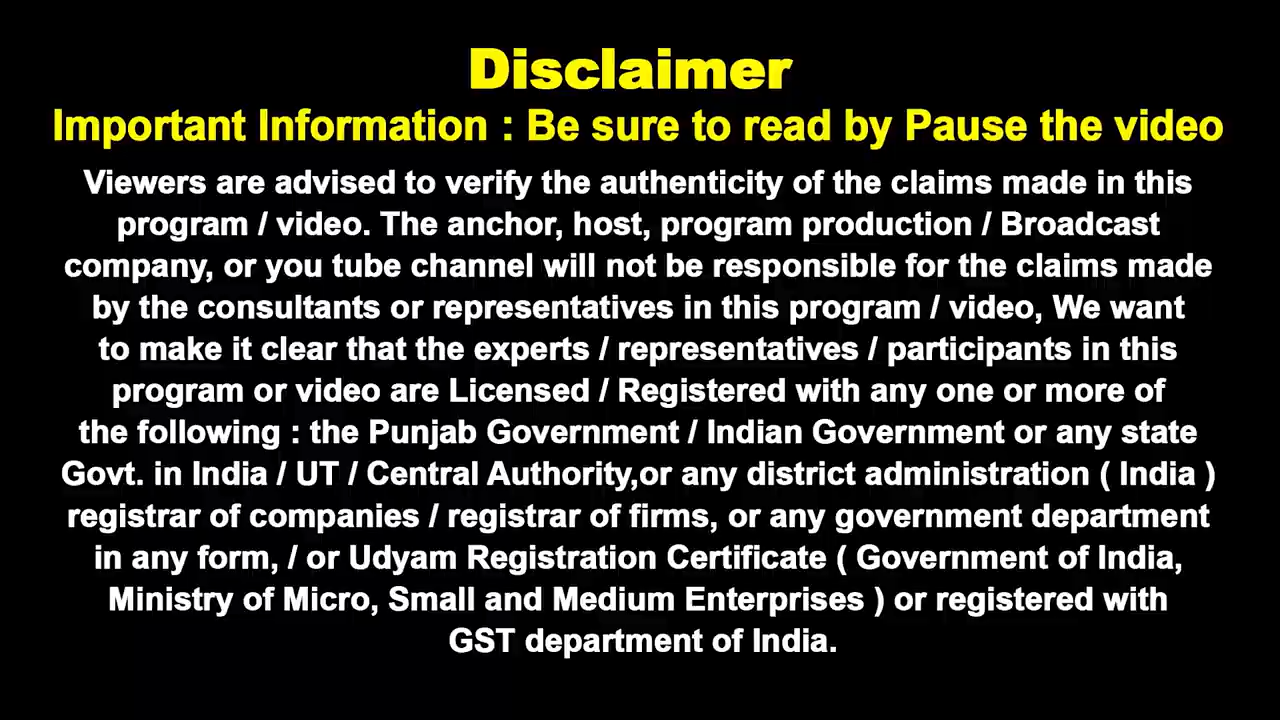 Disclaimer
Important Information : Be sure to read by Pause the video
Viewers are advised to verify the authenticity of the claims made in this
program / video. The anchor, host, program production / Broadcast
company, or you tube channel will not be responsible for the claims made
by the consultants or representatives in this program / video, We want
to make it clear that the experts / representatives / participants in this
program or video are Licensed / Registered with any one or more of
the following : the Punjab Government / Indian Government or any state
Govt. in India / UT / Central Authority,or any district administration ( India )
registrar of companies / registrar of firms, or any government department
in any form, / or Udyam Registration Certificate ( Government of India,
Ministry of Micro, Small and Medium Enterprises ) or registered with
GST department of India.